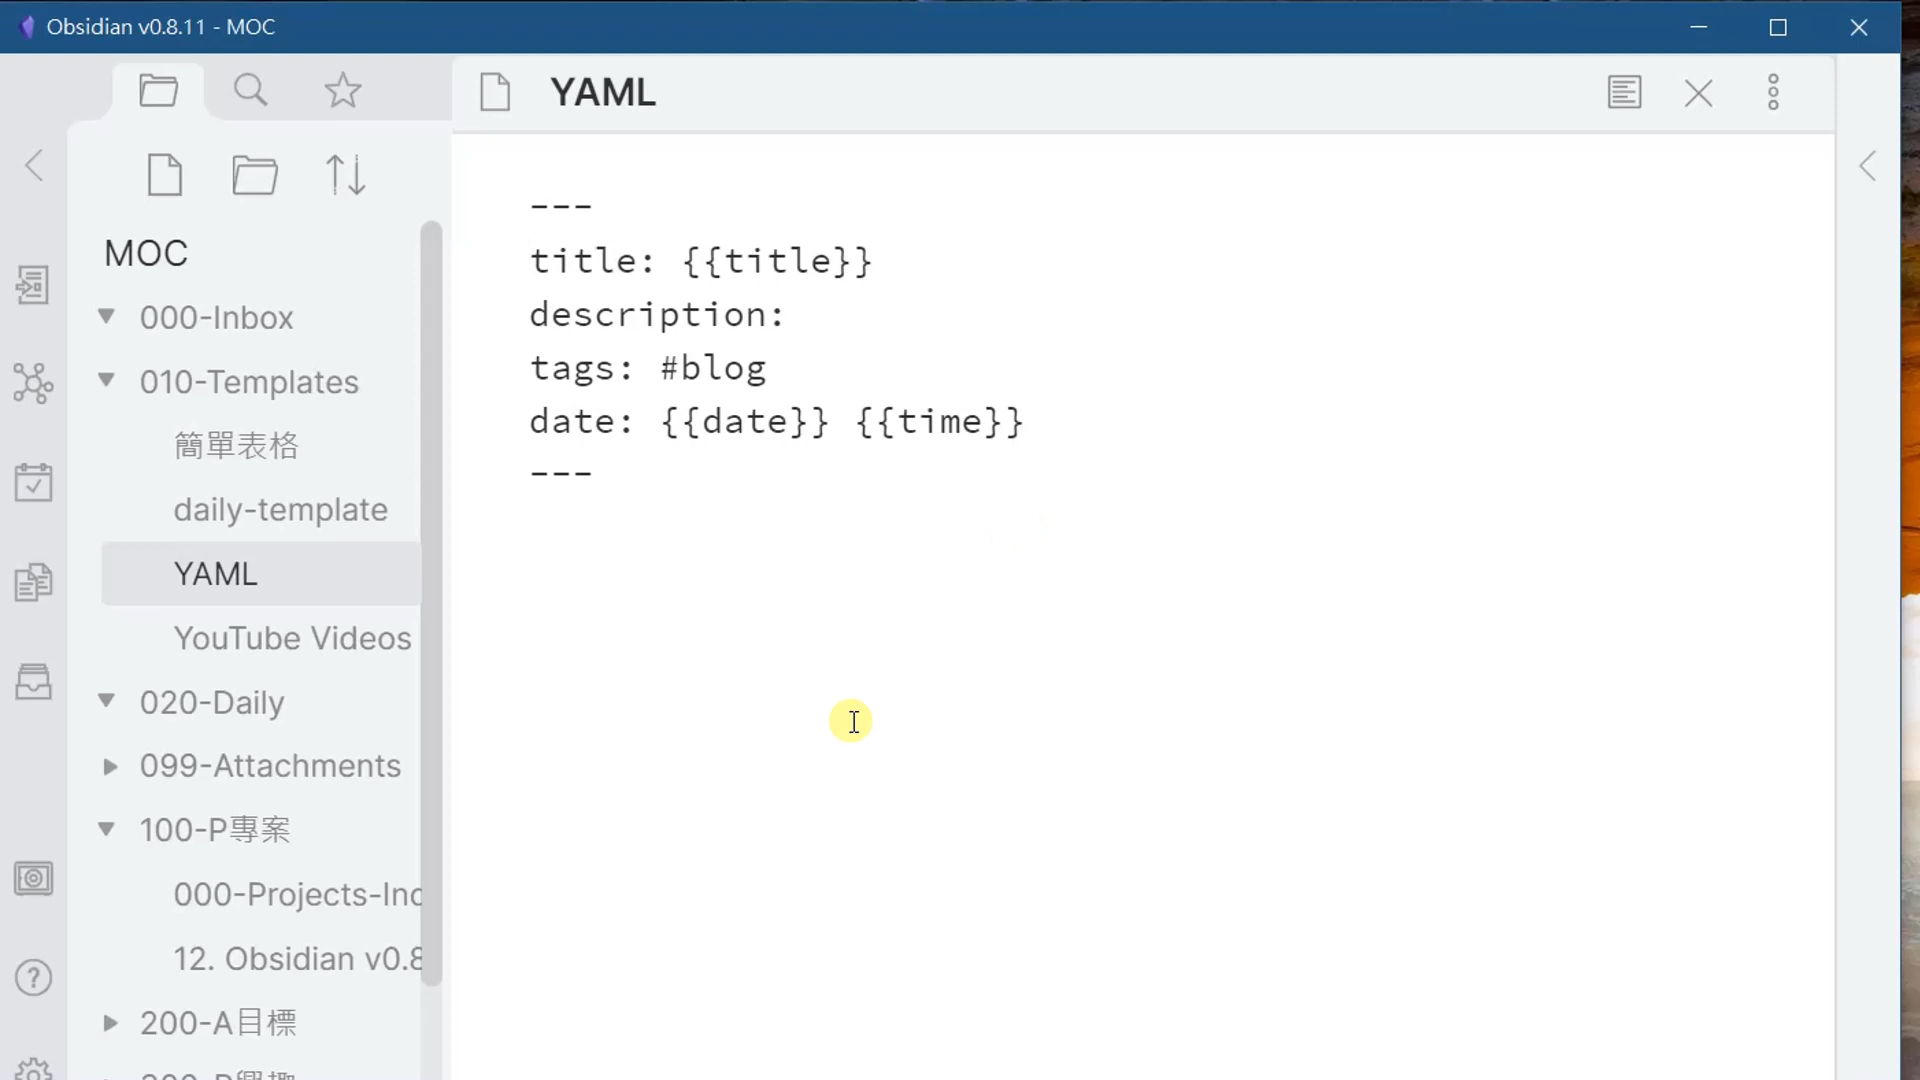 Obsidian v0.8.11 - MOC
YAML
MOC
000-Inbox
010-Templates
簡單表格
daily-template
YAML
YouTube Videos
020-Daily
099-Attachments
100-P專案
000-Projects-Inc
12. Obsidian v0.8
200-A目標
---
title: {{title}}
description:
tags: #blog
date: {{date}} {{time}}
---